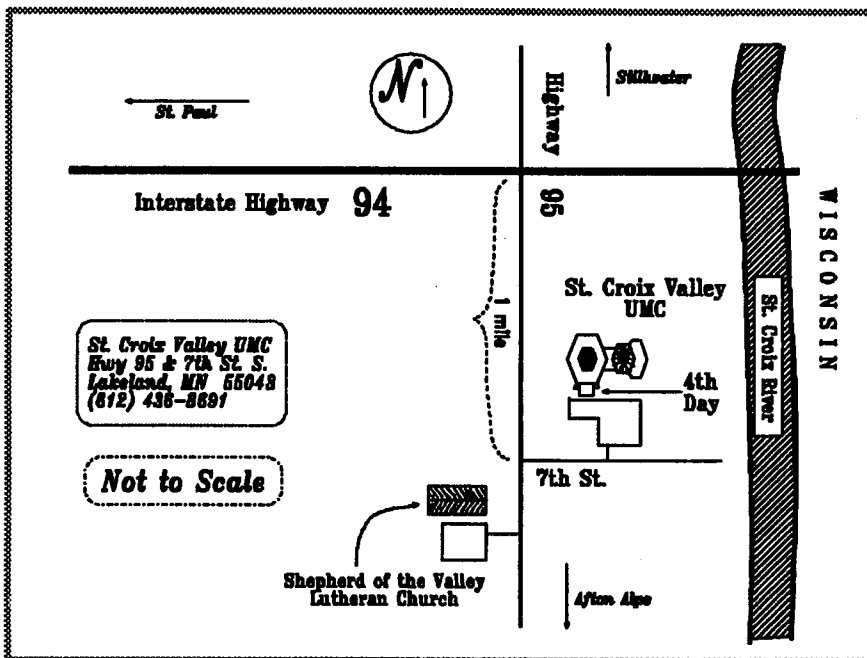 N
St. Paul
Highway
Stillwater
Interstate Highway 94
95
WISCONSIN
1 mile
St. Croix Valley
UMC
St. Croix River
St. Croix Valley UMC
Hwy 95 & 7th St. S.
Lakeland, MN 55043
(612) 436-8691
4th
Day
Not to Scale
7th St.
Shepherd of the Valley
Lutheran Church
Afton Alps